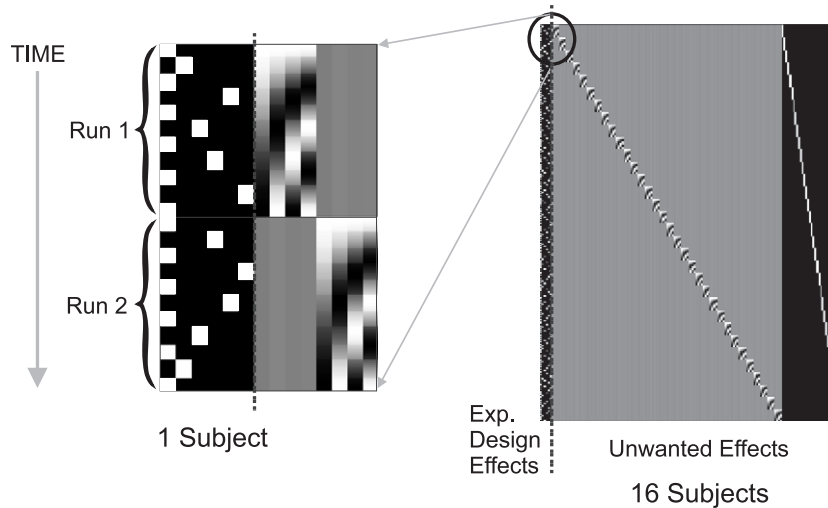 TIME
Run 1
Run 2
1 Subject
Exp.
Design
Effects
Unwanted Effects
16 Subjects